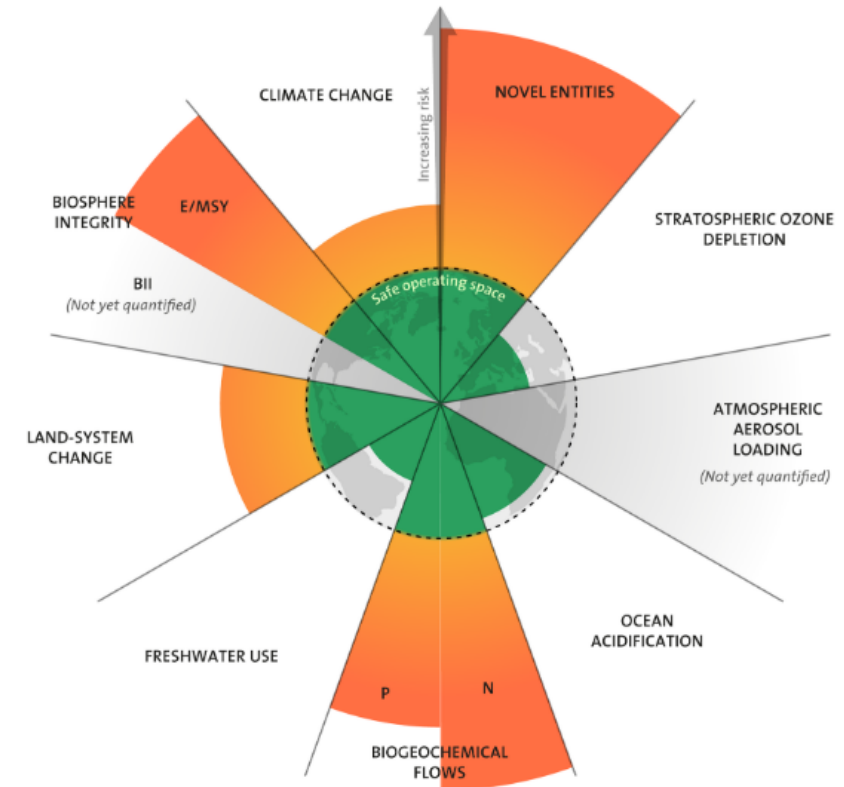 CLIMATE CHANGE
Increasing risk
NOVEL ENTITIES
BIOSPHERE
INTEGRITY
E/MSY
STRATOSPHERIC OZONE
DEPLETION
BII
(Not yet quantified)
Safe operating space
ATMOSPHERIC
AEROSOL
LOADING
(Not yet quantified)
LAND-SYSTEM
CHANGE
OCEAN
ACIDIFICATION
FRESHWATER USE
P
N
BIOGEOCHEMICAL
FLOWS